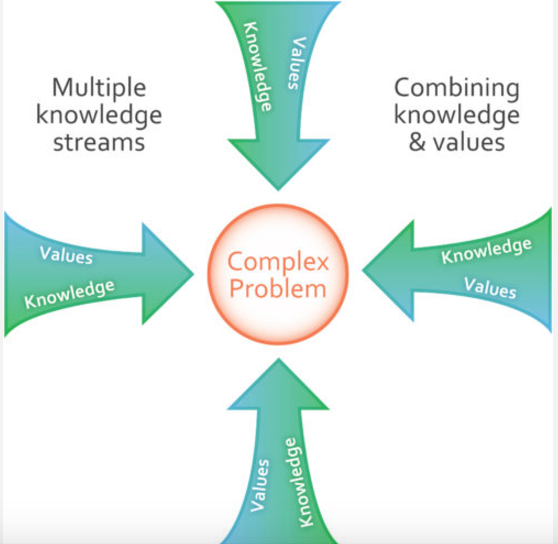 Knowledge
Values
Multiple
knowledge
streams
Combining
knowledge
& values
Values
Knowledge
Complex
Problem
Knowledge
Values
Values
Knowledge